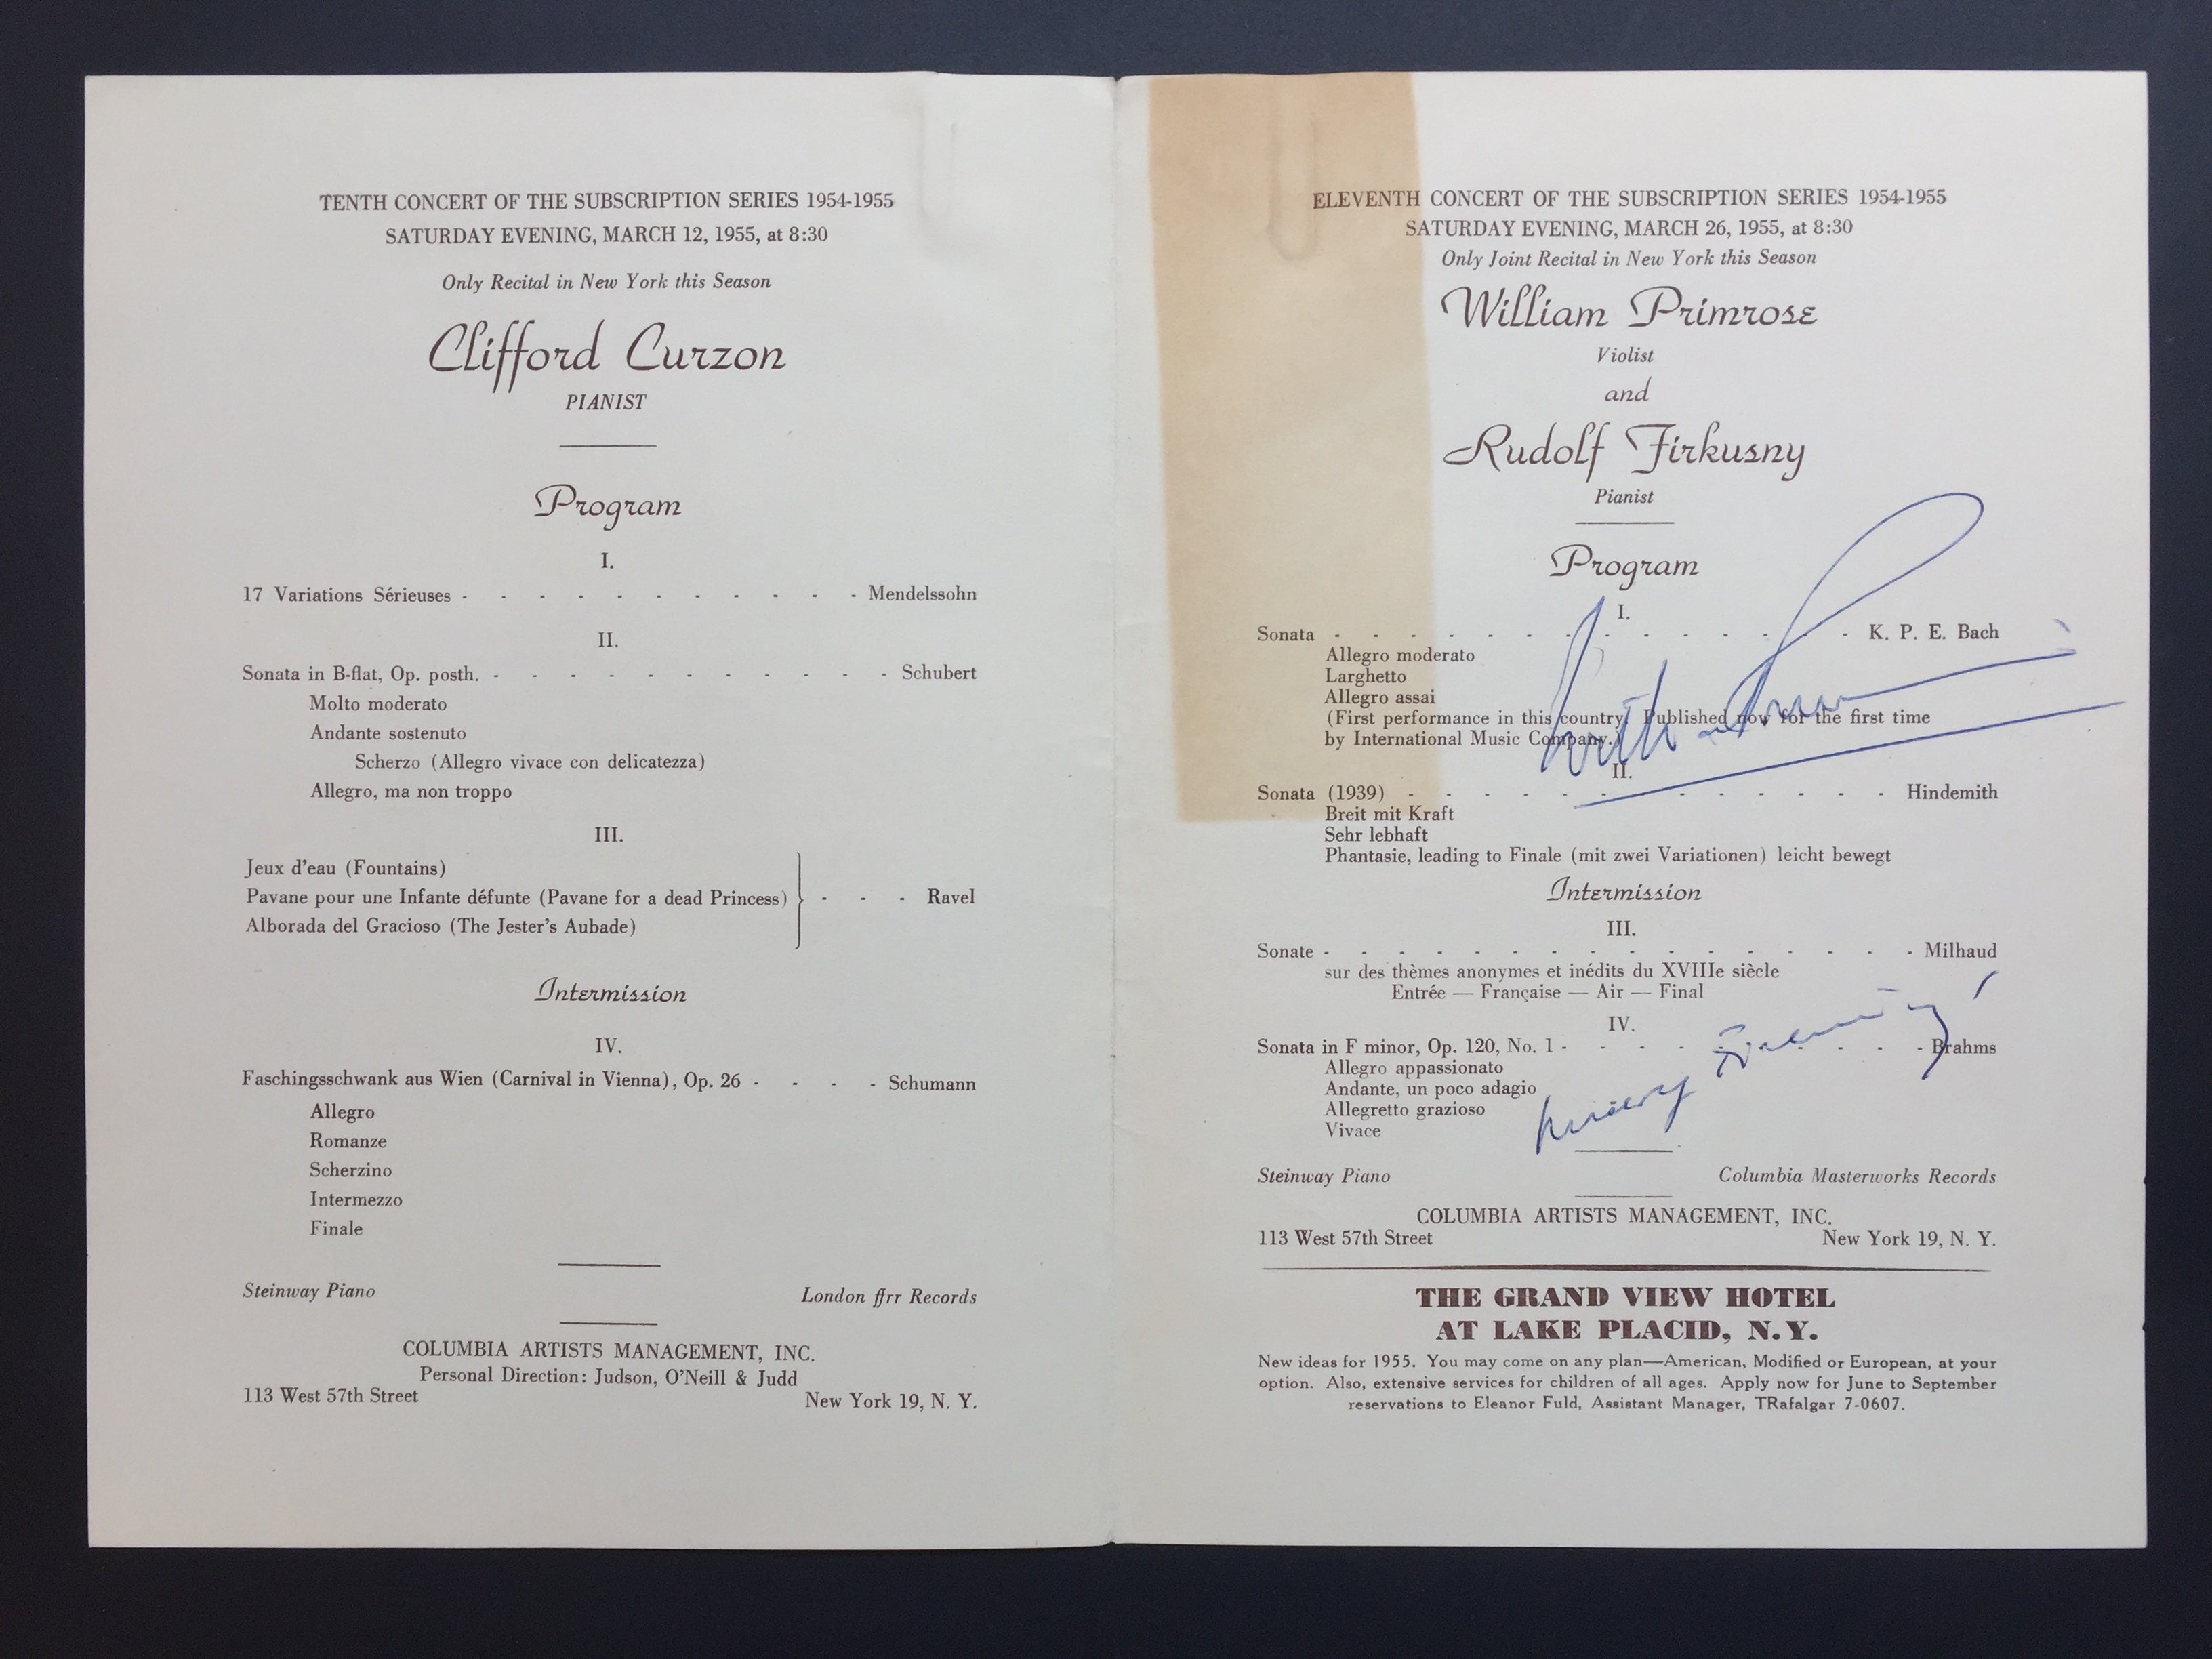 TENTH CONCERT OF THE SUBSCRIPTION SERIES 1954-1955
SATURDAY EVENING, MARCH 12, 1955, at 8:30
Only Recital in New York this Season
Clifford Curzon
PIANIST
Program
I.
17 Variations Sérieuses - - - - - - - - - - - Mendelssohn
II.
Sonata in B-flat, Op. posth. - - - - - - - - - - - Schubert
Molto moderato
Andante sostenuto
Scherzo (Allegro vivace con delicatezza)
Allegro, ma non troppo
III.
Jeux d'eau (Fountains)
Pavane pour une Infante défunte (Pavane for a dead Princess) - - - Ravel
Alborada del Gracioso (The Jester's Aubade)
Intermission
IV.
Faschingsschwank aus Wien (Carnival in Vienna), Op. 26 - - - - Schumann
Allegro
Romanze
Scherzino
Intermezzo
Finale
Steinway Piano London ffrr Records
COLUMBIA ARTISTS MANAGEMENT, INC.
Personal Direction: Judson, O'Neill & Judd
113 West 57th Street New York 19, N. Y.
ELEVENTH CONCERT OF THE SUBSCRIPTION SERIES 1954-1955
SATURDAY EVENING, MARCH 26, 1955, at 8:30
Only Joint Recital in New York this Season
William Primrose
Violist
and
Rudolf Firkusny
Pianist
Program
I.
Sonata - - - - - - - - - - - - - - K. P. E. Bach
Allegro moderato
Larghetto
Allegro assai
(First performance in this country. Published now for the first time
by International Music Company.)
II.
Sonata (1939) - - - - - - - - - - - - - Hindemith
Breit mit Kraft
Sehr lebhaft
Phantasie, leading to Finale (mit zwei Variationen) leicht bewegt
Intermission
III.
Sonate - - - - - - - - - - - - - - - - Milhaud
sur des thèmes anonymes et inédits du XVIIIe siècle
Entrée — Française — Air — Final
IV.
Sonata in F minor, Op. 120, No. 1 - - - - - - - - - - Brahms
Allegro appassionato
Andante, un poco adagio
Allegretto grazioso
Vivace
Steinway Piano Columbia Masterworks Records
COLUMBIA ARTISTS MANAGEMENT, INC.
113 West 57th Street New York 19, N. Y.
THE GRAND VIEW HOTEL
AT LAKE PLACID, N.Y.
New ideas for 1955. You may come on any plan—American, Modified or European, at your
option. Also, extensive services for children of all ages. Apply now for June to September
reservations to Eleanor Fuld, Assistant Manager, TRafalgar 7-0607.